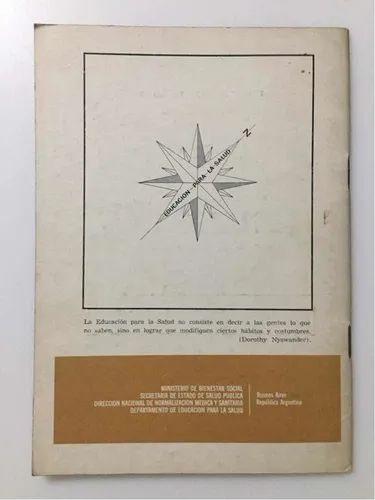 N
EDUCACION - PARA - LA SALUD
La Educación para la Salud no consiste en decir a las gentes lo que
no saben, sino en lograr que modifiquen ciertos hábitos y costumbres.
(Dorothy Nyswander).
MINISTERIO DE BIENESTAR SOCIAL
SECRETARIA DE ESTADO DE SALUD PUBLICA
DIRECCION NACIONAL DE NORMALIZACION MEDICA Y SANITARIA
DEPARTAMENTO DE EDUCACION PARA LA SALUD
Buenos Aires
República Argentina